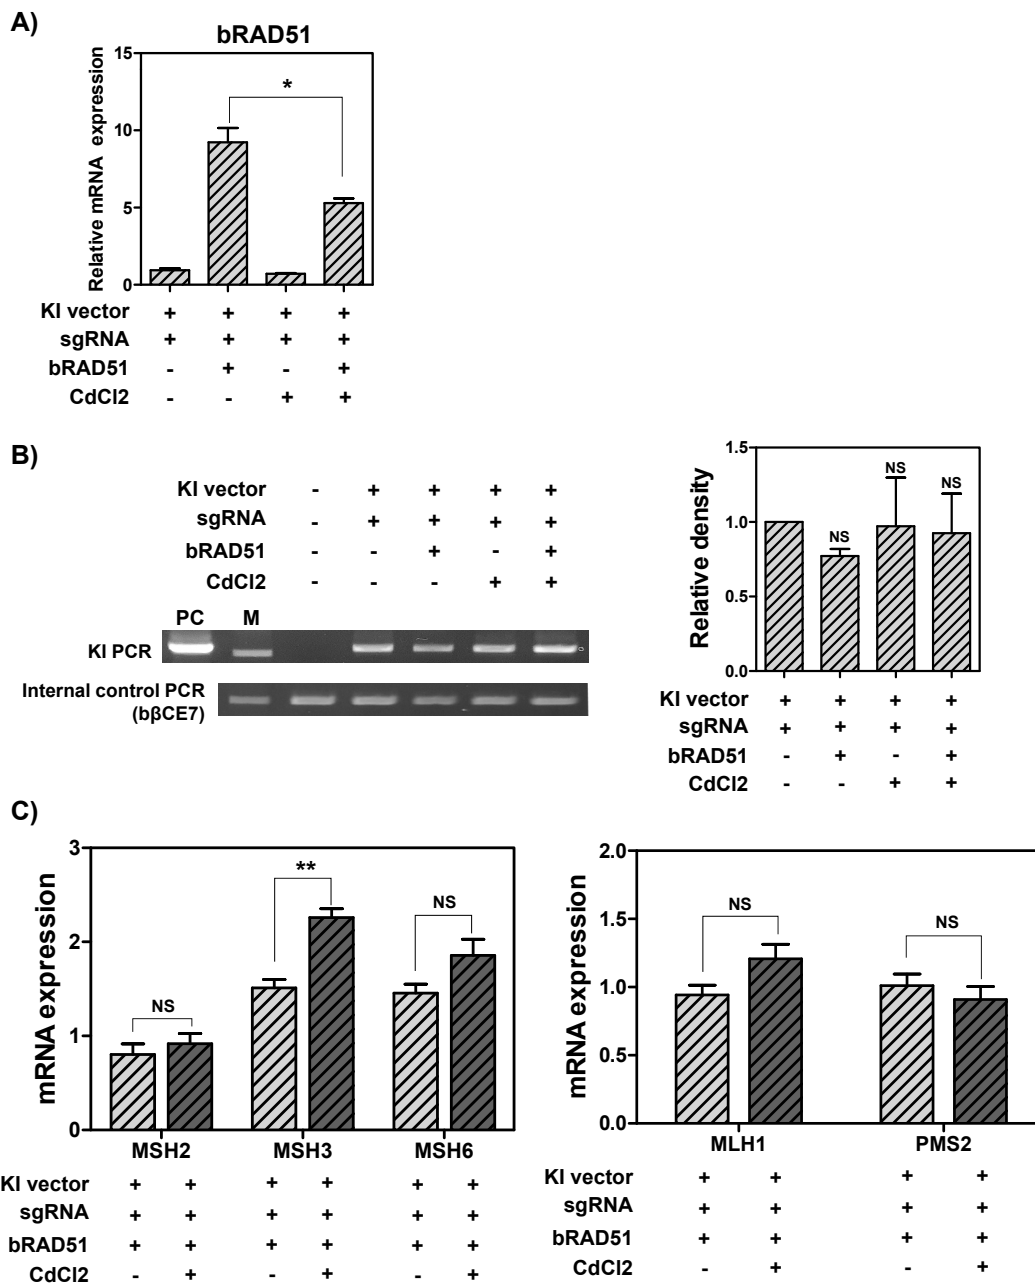 A)
bRAD51
Relative mRNA expression
15
10
5
0
*
KI vector + + + +
sgRNA + + + +
bRAD51 - + - +
CdCl2 - - + +
B)
KI vector - + + + +
sgRNA - + + + +
bRAD51 - - + - +
CdCl2 - - - + +
PC M
KI PCR
Internal control PCR
(bβCE7)
Relative density
1.5
1.0
0.5
0.0
NS NS NS
KI vector + + + +
sgRNA + + + +
bRAD51 - + - +
CdCl2 - - + +
C)
mRNA expression
3
2
1
0
NS ** NS
MSH2 MSH3 MSH6
KI vector + + + + + +
sgRNA + + + + + +
bRAD51 + + + + + +
CdCl2 - + - + - +
mRNA expression
2.0
1.5
1.0
0.5
0.0
NS NS
MLH1 PMS2
KI vector + + + +
sgRNA + + + +
bRAD51 + + + +
CdCl2 - + - +